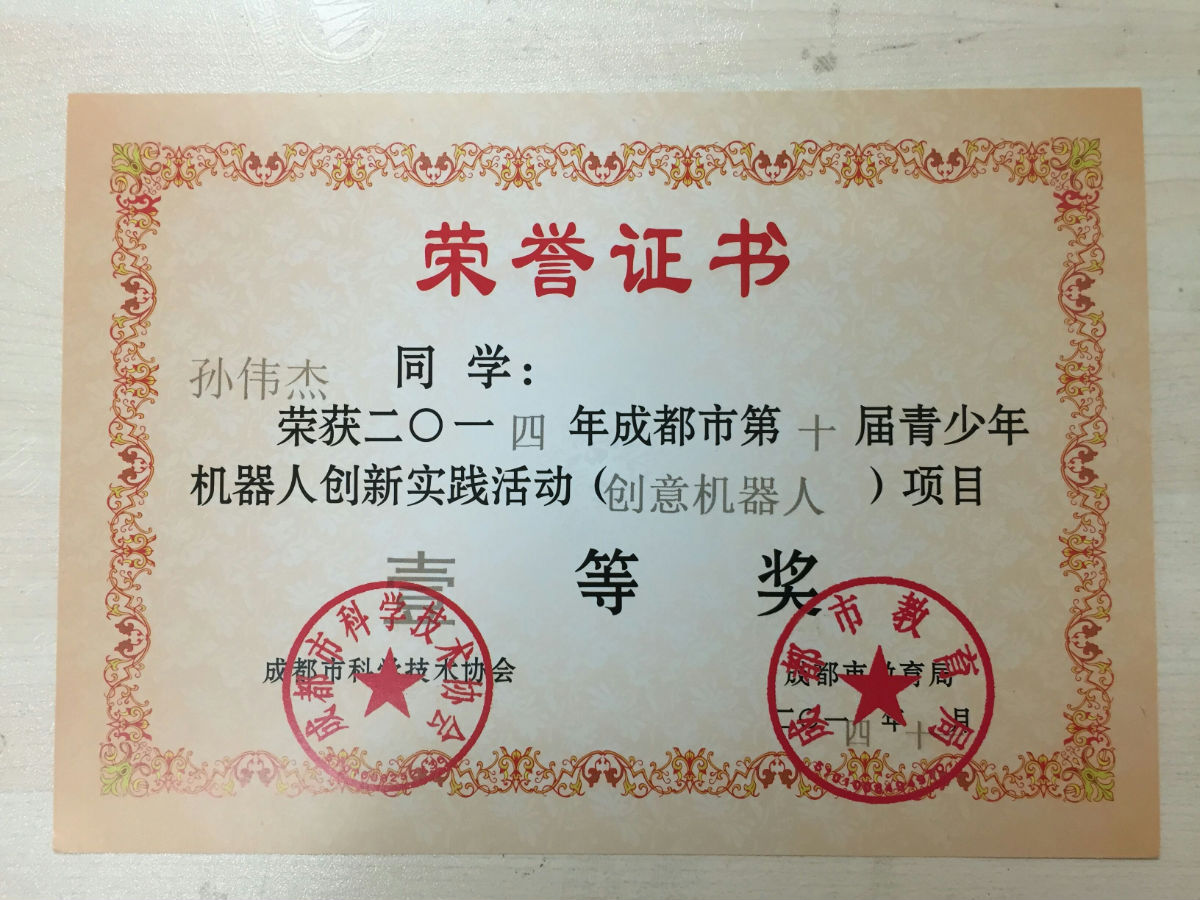 荣誉证书
孙伟杰 同学：
荣获二〇一四年成都市第十届青少年
机器人创新实践活动（创意机器人）项目
壹等奖
成都市科学技术协会
成都市教育局
二〇一四年十月
成都市科学技术协会
成都市教育局